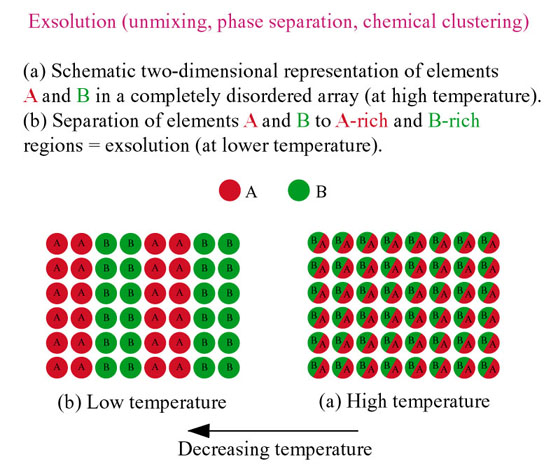 Exsolution (unmixing, phase separation, chemical clustering)
(a) Schematic two-dimensional representation of elements
A and B in a completely disordered array (at high temperature).
(b) Separation of elements A and B to A-rich and B-rich
regions = exsolution (at lower temperature).
A B
A A B B A A B B B A B A B A B A B A B A B A B A
A A B B A A B B B A B A B A B A B A B A B A B A
A A B B A A B B B A B A B A B A B A B A B A B A
A A B B A A B B B A B A B A B A B A B A B A B A
A A B B A A B B B A B A B A B A B A B A B A B A
A A B B A A B B B A B A B A B A B A B A B A B A
(b) Low temperature (a) High temperature
Decreasing temperature